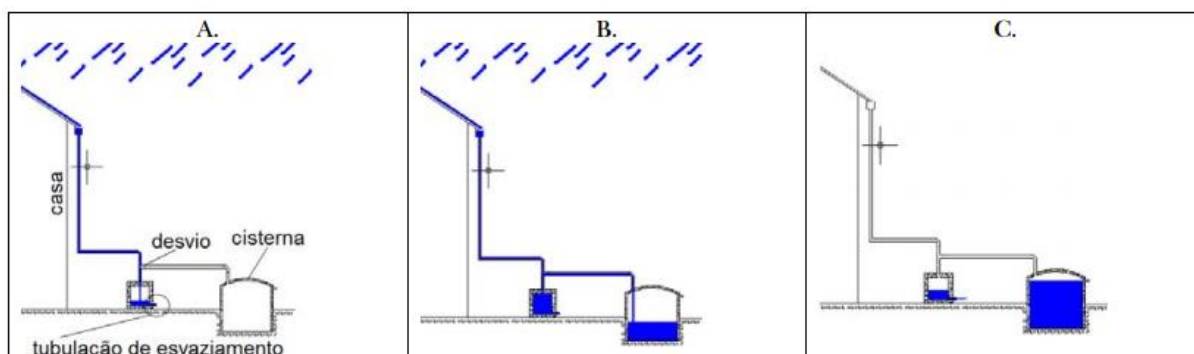 A.
B.
C.
casa
desvio
cisterna
tubulação de esvaziamento